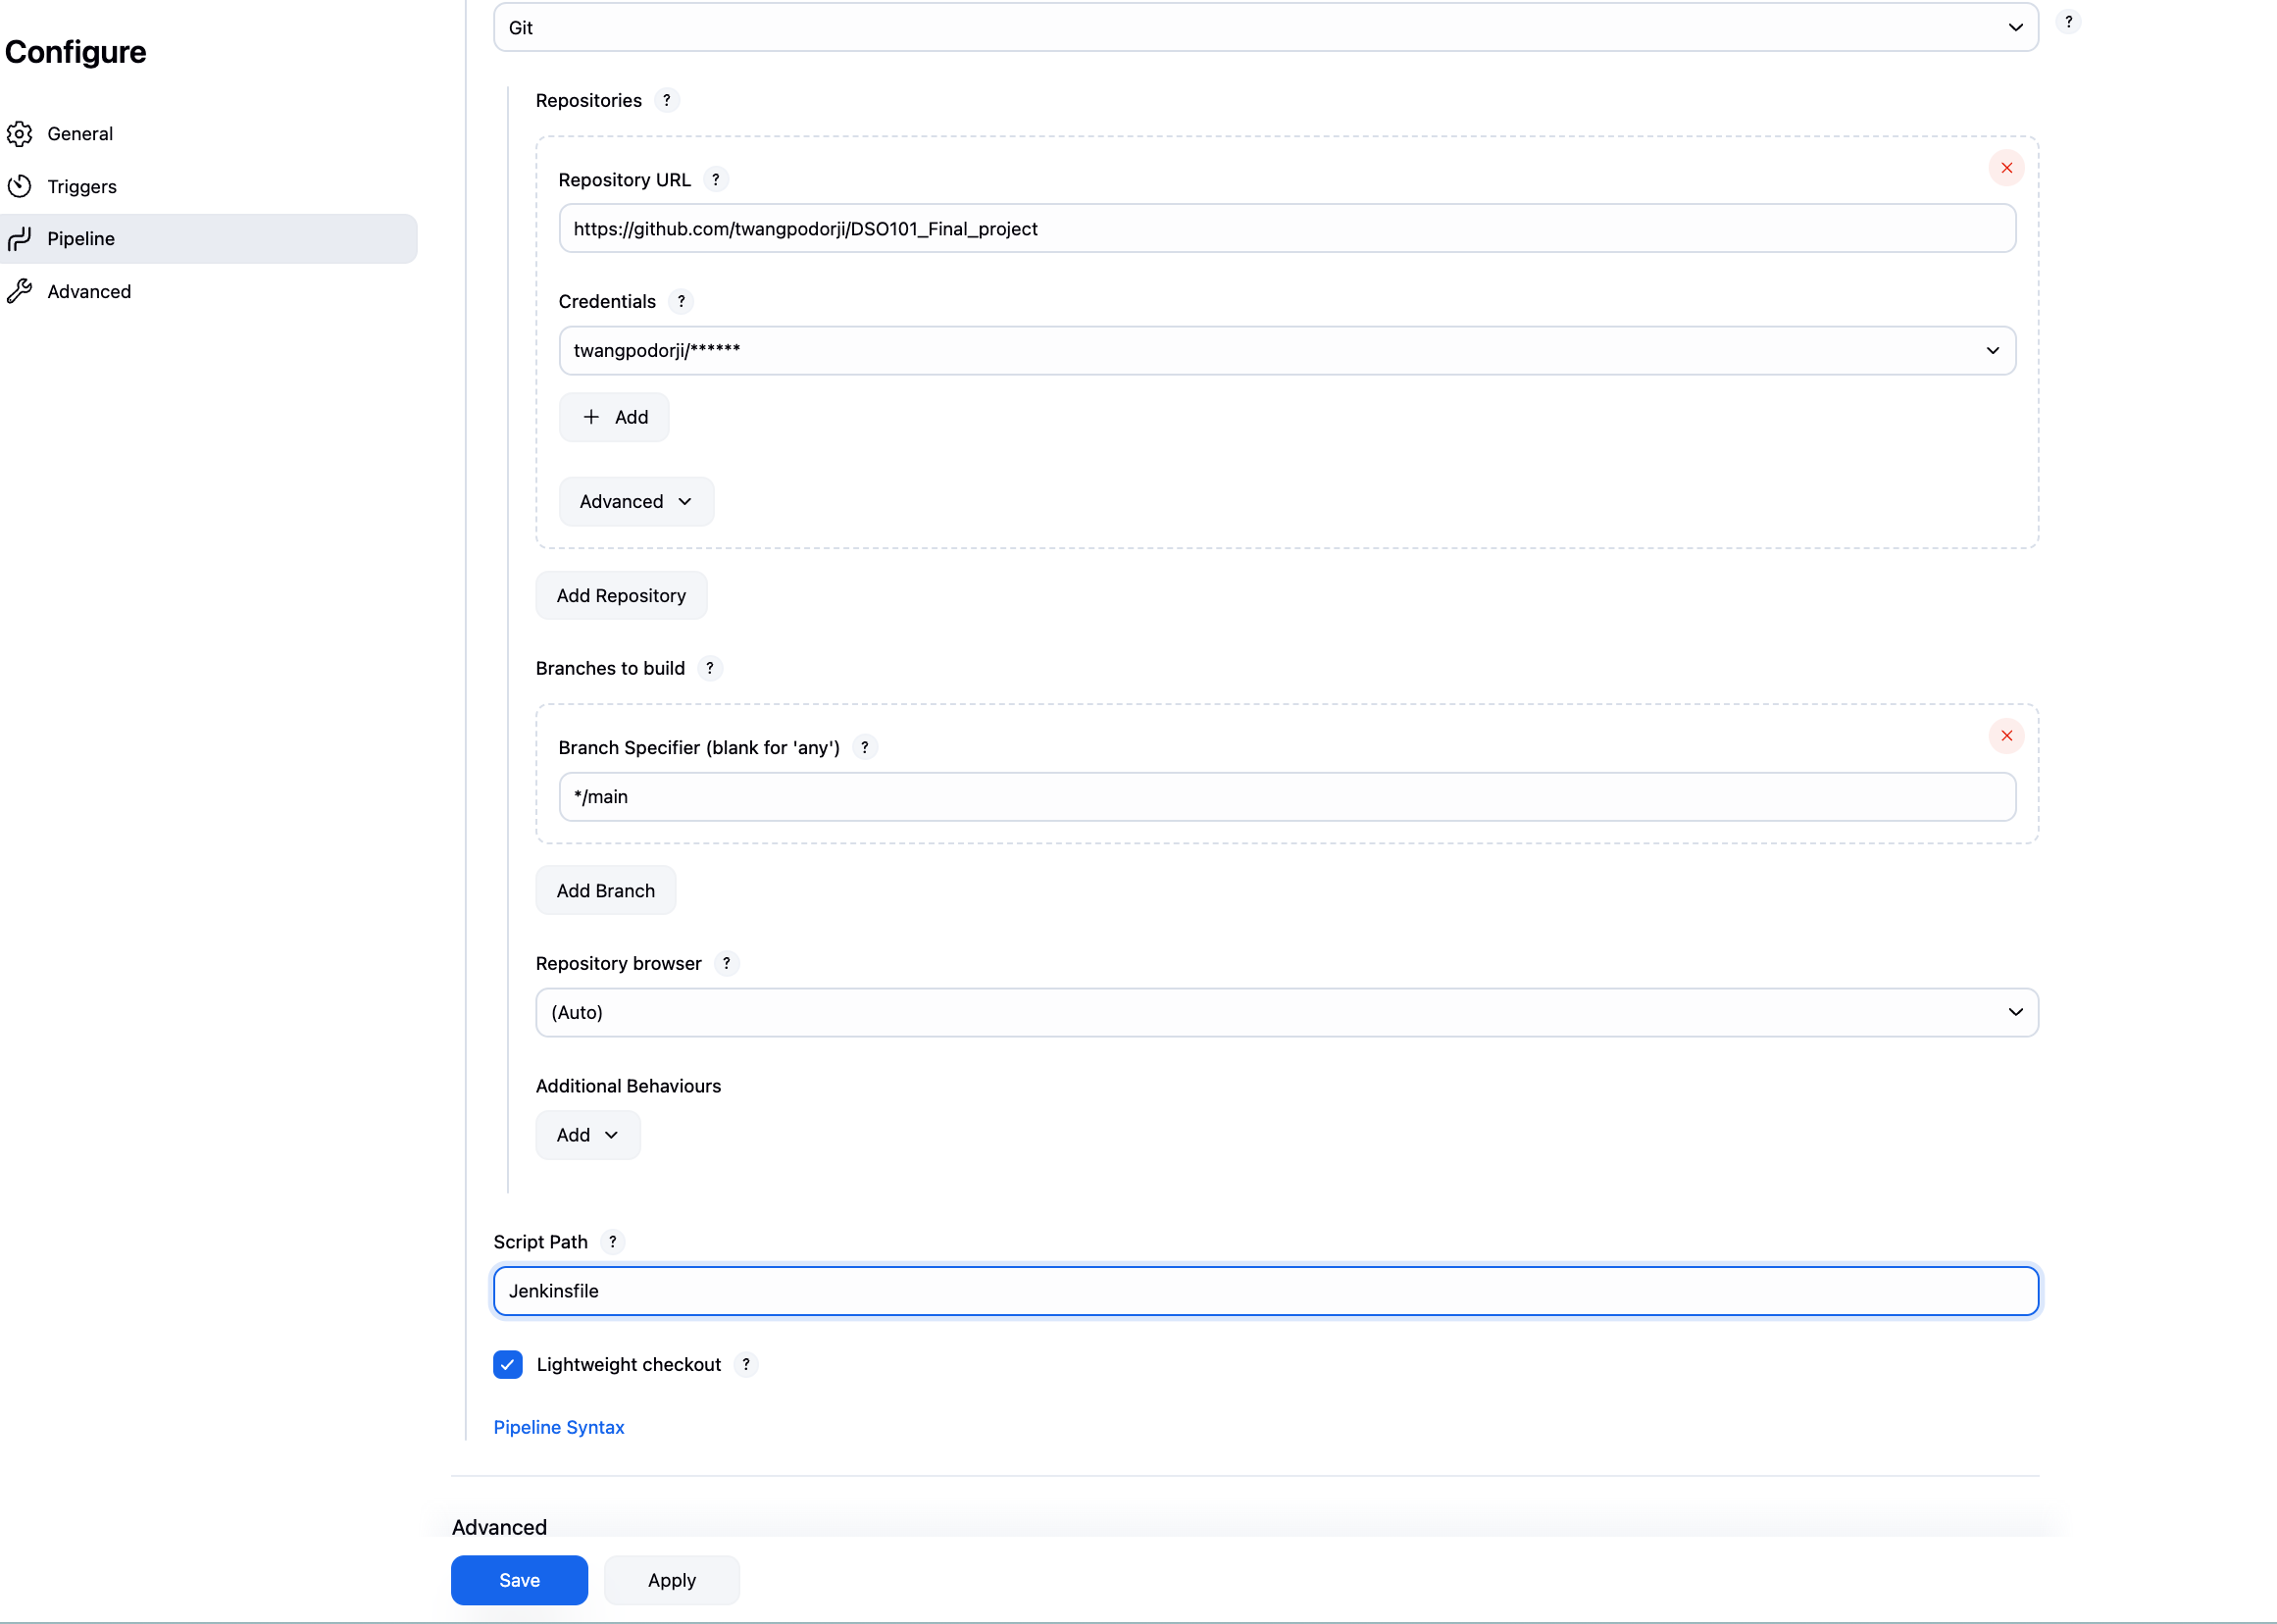 Configure
General
Triggers
Pipeline
Advanced
Git
?
Repositories ?
Repository URL ?
https://github.com/twangpodorji/DSO101_Final_project
Credentials ?
twangpodorji/******
+ Add
Advanced
Add Repository
Branches to build ?
Branch Specifier (blank for 'any') ?
*/main
Add Branch
Repository browser ?
(Auto)
Additional Behaviours
Add
Script Path ?
Jenkinsfile
Lightweight checkout ?
Pipeline Syntax
Advanced
Save
Apply